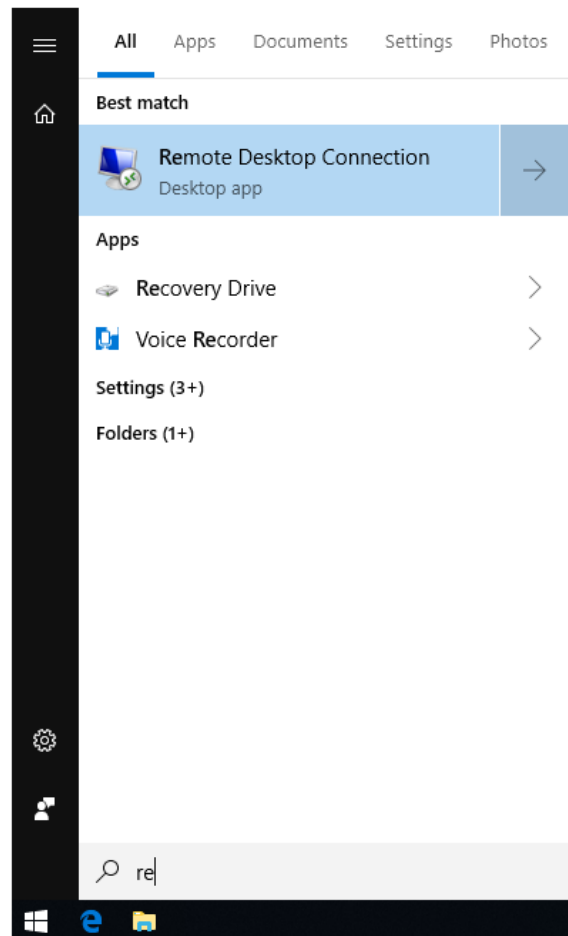 All Apps Documents Settings Photos
Best match
Remote Desktop Connection
Desktop app
Apps
Recovery Drive
Voice Recorder
Settings (3+)
Folders (1+)
re